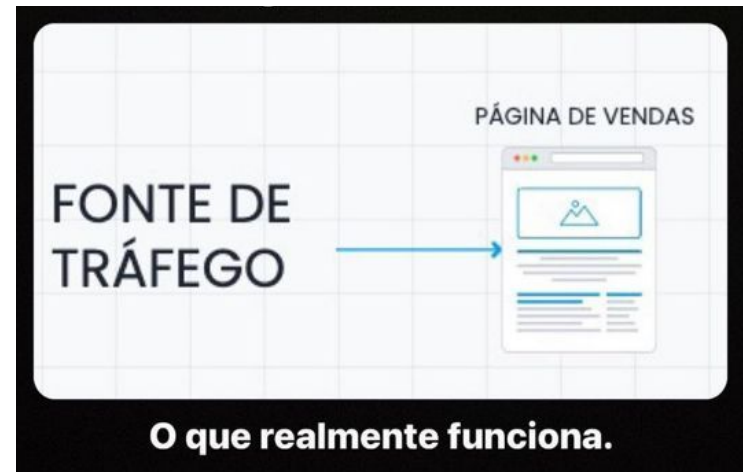 PÁGINA DE VENDAS
FONTE DE
TRÁFEGO
O que realmente funciona.